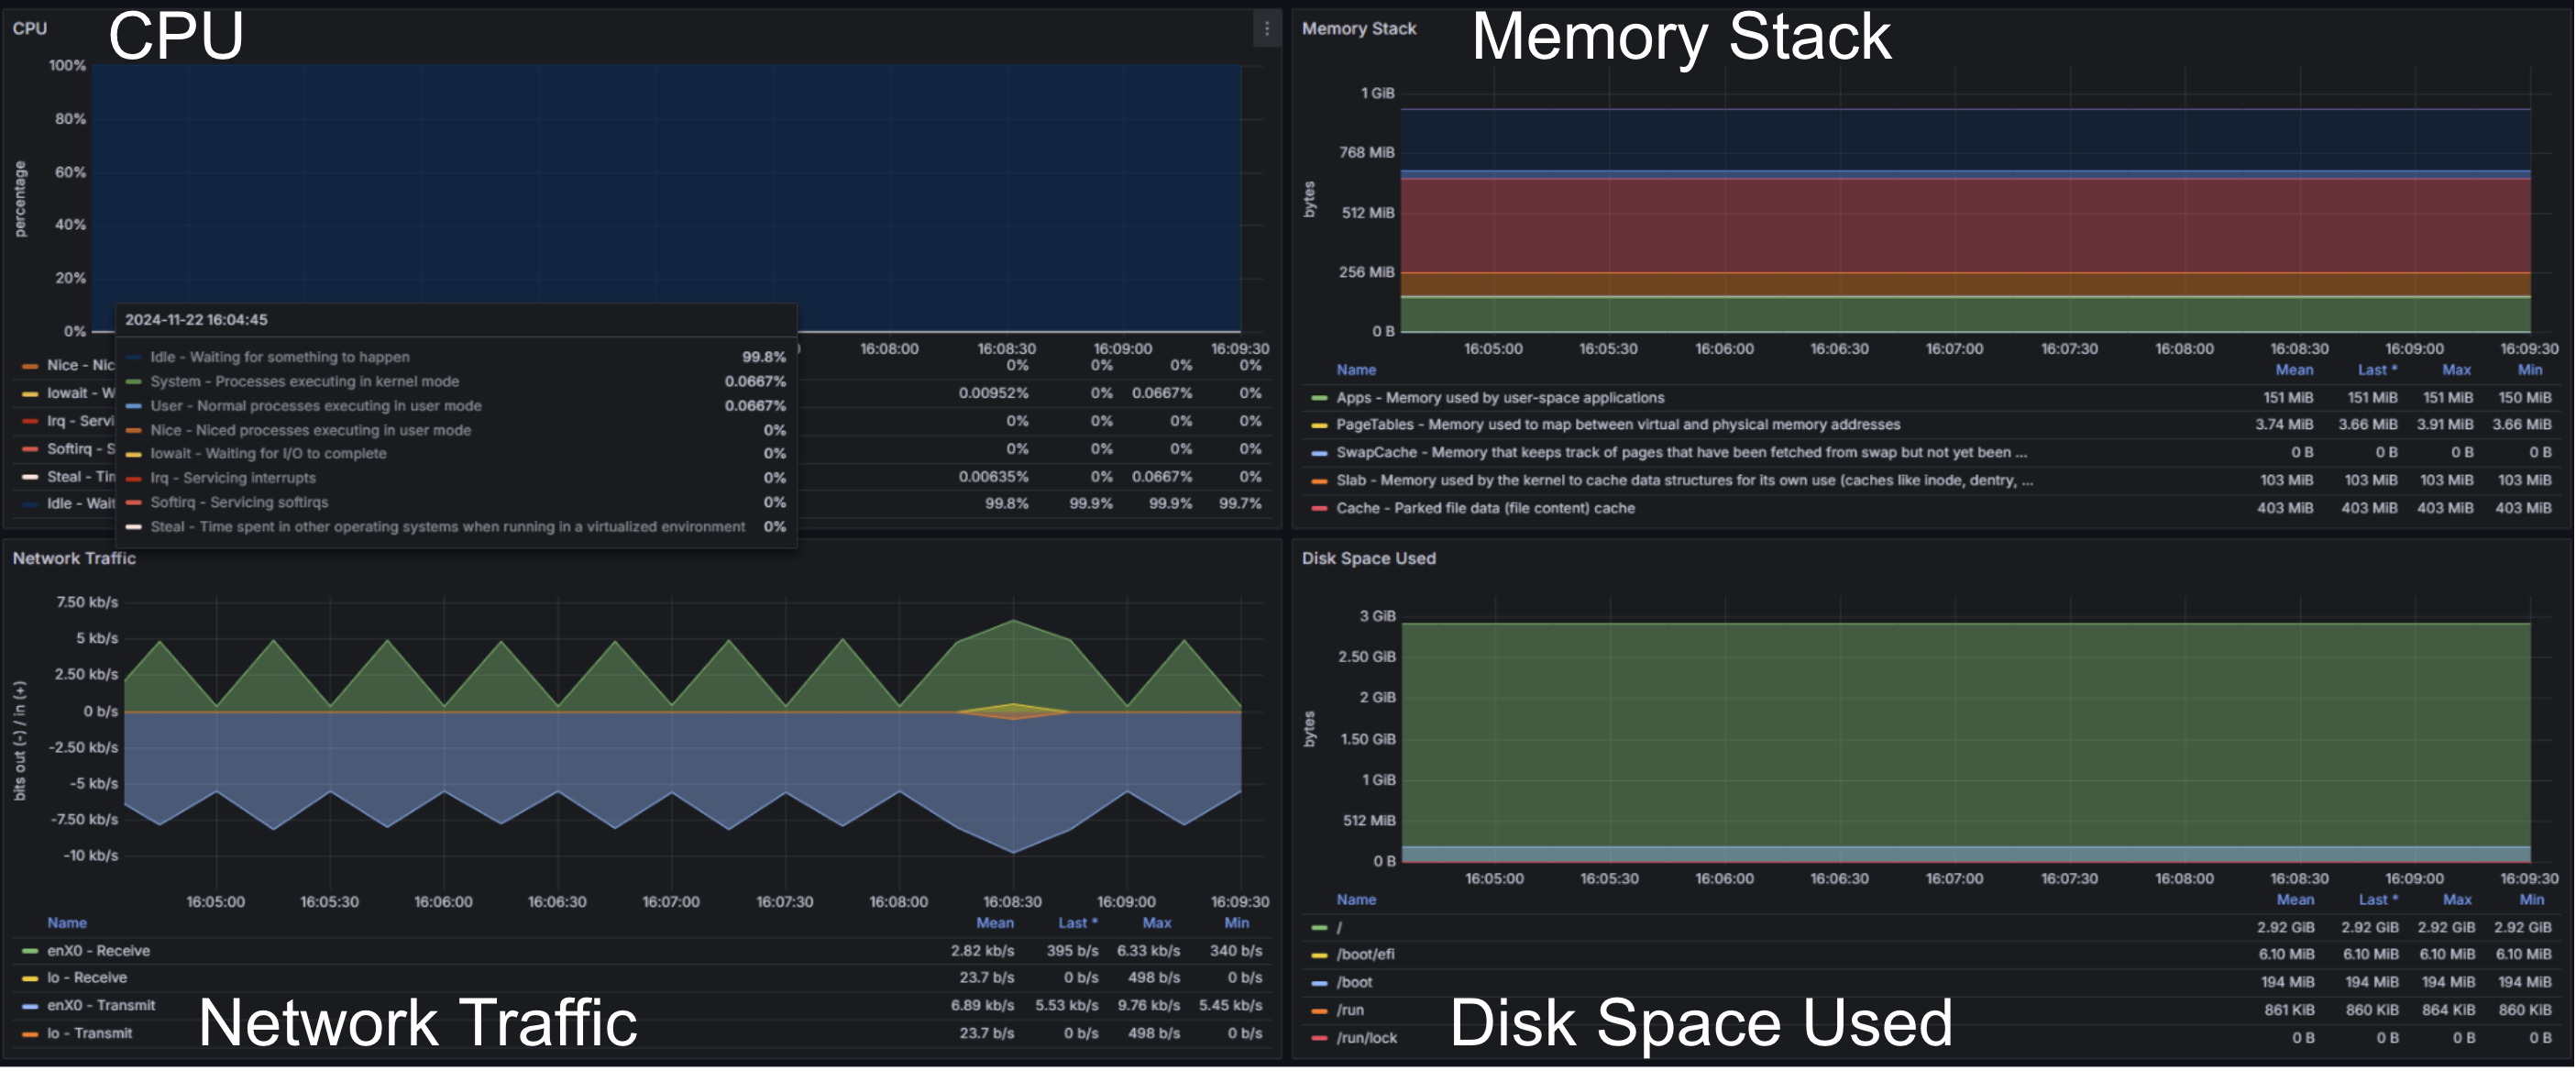 CPU
CPU
100%
80%
60%
40%
20%
0%
percentage
2024-11-22 16:04:45
Idle - Waiting for something to happen 99.8%
System - Processes executing in kernel mode 0.0667%
User - Normal processes executing in user mode 0.0667%
Nice - Niced processes executing in user mode 0%
Iowait - Waiting for I/O to complete 0%
Irq - Servicing interrupts 0%
Softirq - Servicing softirqs 0%
Steal - Time spent in other operating systems when running in a virtualized environment 0%
16:08:00 16:08:30 16:09:00 16:09:30
Nice - Nic 0% 0% 0% 0%
Iowait - W 0.00952% 0% 0.0667% 0%
Irq - Servi 0% 0% 0% 0%
Softirq - S 0% 0% 0% 0%
Steal - Tin 0.00635% 0% 0.0667% 0%
Idle - Wait 99.8% 99.9% 99.9% 99.7%
Memory Stack
Memory Stack
1 GiB
768 MiB
512 MiB
256 MiB
0 B
bytes
16:05:00 16:05:30 16:06:00 16:06:30 16:07:00 16:07:30 16:08:00 16:08:30 16:09:00 16:09:30
Name Mean Last * Max Min
Apps - Memory used by user-space applications 151 MiB 151 MiB 151 MiB 150 MiB
PageTables - Memory used to map between virtual and physical memory addresses 3.74 MiB 3.66 MiB 3.91 MiB 3.66 MiB
SwapCache - Memory that keeps track of pages that have been fetched from swap but not yet been ... 0 B 0 B 0 B 0 B
Slab - Memory used by the kernel to cache data structures for its own use (caches like inode, dentry, ... 103 MiB 103 MiB 103 MiB 103 MiB
Cache - Parked file data (file content) cache 403 MiB 403 MiB 403 MiB 403 MiB
Network Traffic
7.50 kb/s
5 kb/s
2.50 kb/s
0 b/s
-2.50 kb/s
-5 kb/s
-7.50 kb/s
-10 kb/s
bits out (-) / in (+)
16:05:00 16:05:30 16:06:00 16:06:30 16:07:00 16:07:30 16:08:00 16:08:30 16:09:00 16:09:30
Name Mean Last * Max Min
enX0 - Receive 2.82 kb/s 395 b/s 6.33 kb/s 340 b/s
lo - Receive 23.7 b/s 0 b/s 498 b/s 0 b/s
enX0 - Transmit 6.89 kb/s 5.53 kb/s 9.76 kb/s 5.45 kb/s
lo - Transmit 23.7 b/s 0 b/s 498 b/s 0 b/s
Network Traffic
Disk Space Used
3 GiB
2.50 GiB
2 GiB
1.50 GiB
1 GiB
512 MiB
0 B
bytes
16:05:00 16:05:30 16:06:00 16:06:30 16:07:00 16:07:30 16:08:00 16:08:30 16:09:00 16:09:30
Name Mean Last * Max Min
/ 2.92 GiB 2.92 GiB 2.92 GiB 2.92 GiB
/boot/efi 6.10 MiB 6.10 MiB 6.10 MiB 6.10 MiB
/boot 194 MiB 194 MiB 194 MiB 194 MiB
/run 861 KiB 860 KiB 864 KiB 860 KiB
/run/lock 0 B 0 B 0 B 0 B
Disk Space Used